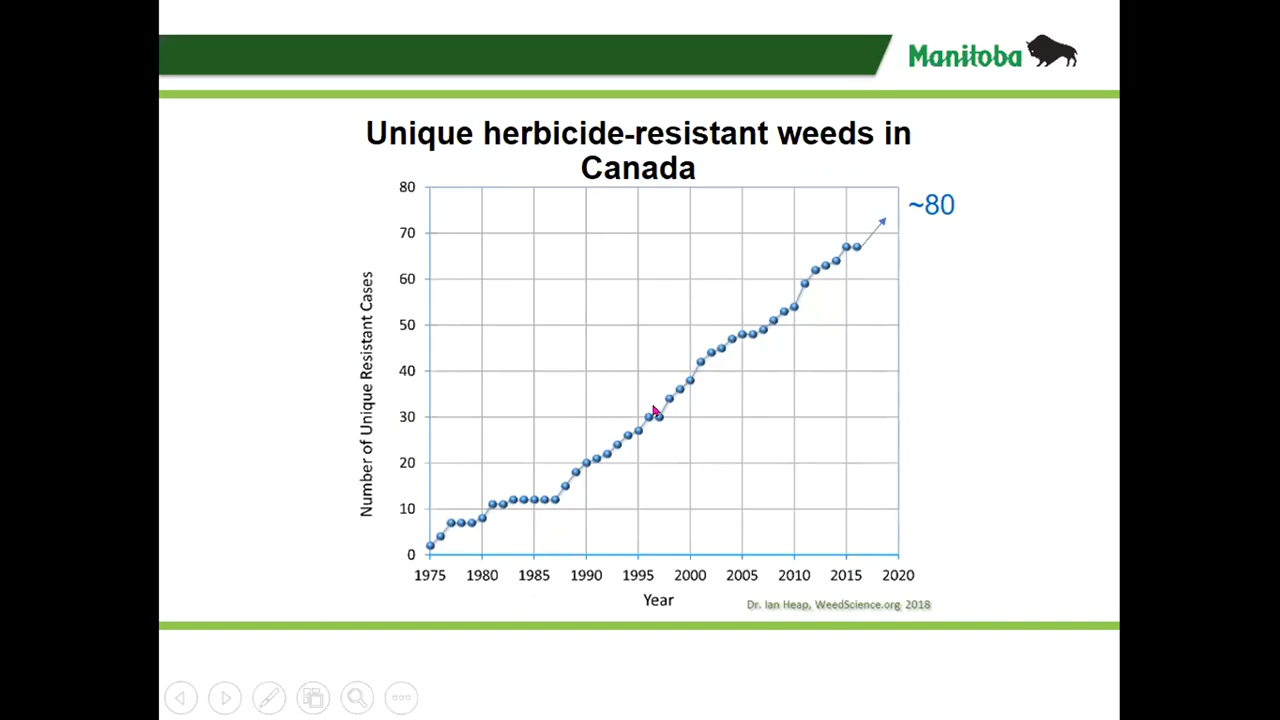 Manitoba
Unique herbicide-resistant weeds in
Canada
~80
Number of Unique Resistant Cases
80
70
60
50
40
30
20
10
0
1975 1980 1985 1990 1995 2000 2005 2010 2015 2020
Year
Dr. Ian Heap, WeedScience.org 2018